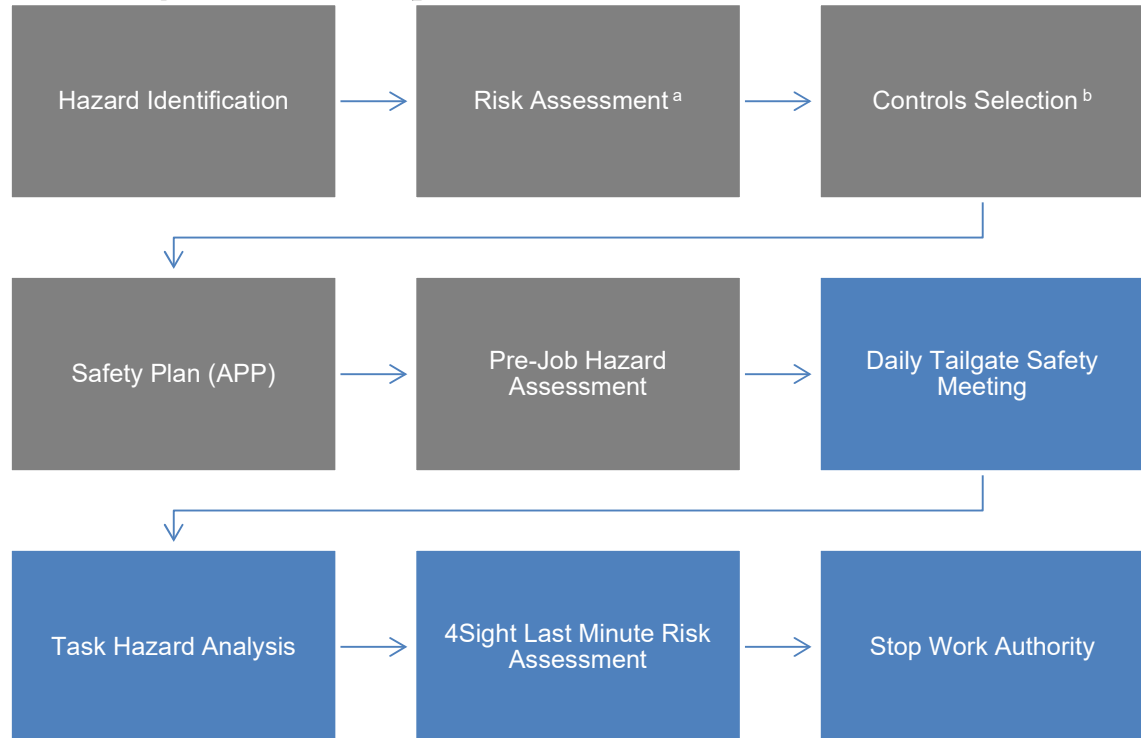 Hazard Identification
Risk Assessment a
Controls Selection b
Safety Plan (APP)
Pre-Job Hazard
Assessment
Daily Tailgate Safety
Meeting
Task Hazard Analysis
4Sight Last Minute Risk
Assessment
Stop Work Authority